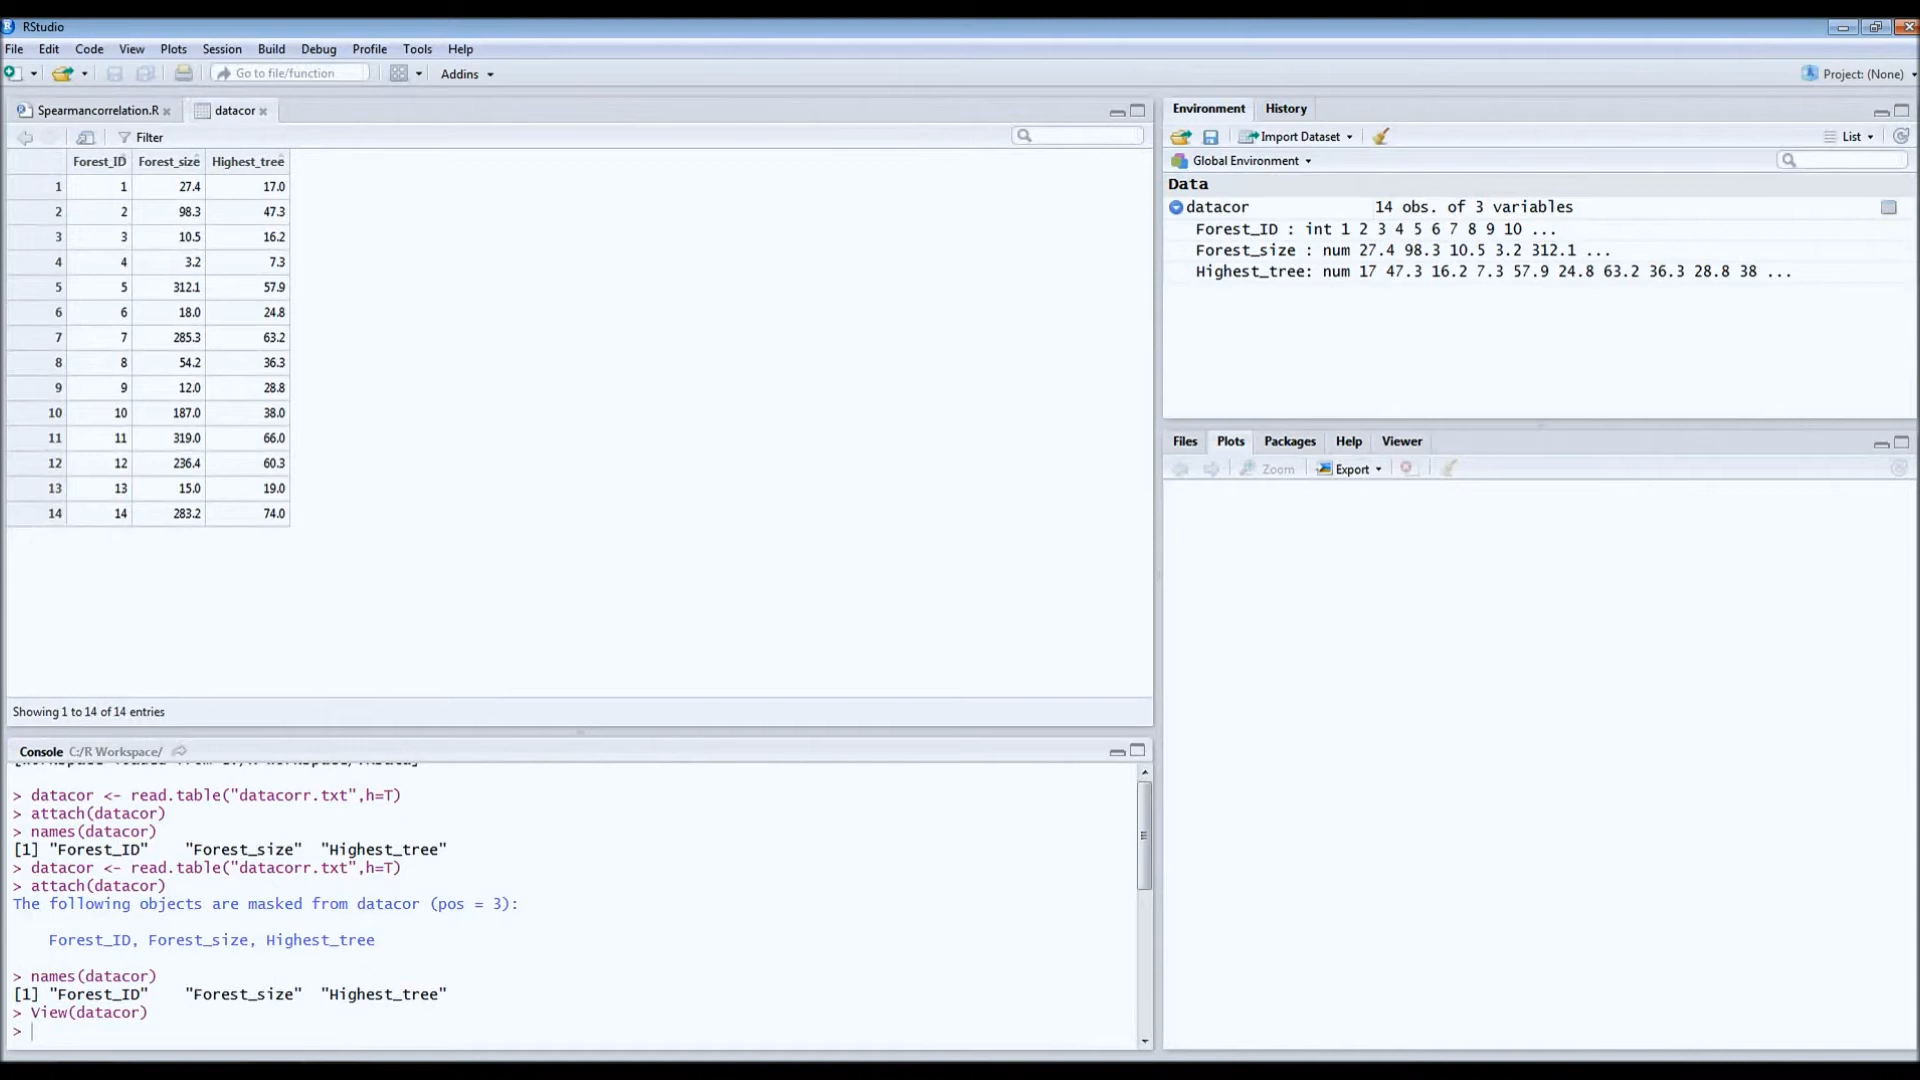 RStudio
File Edit Code View Plots Session Build Debug Profile Tools Help
Go to file/function Addins Project: (None)
Spearmancorrelation.R datacor
Filter
Forest_ID Forest_size Highest_tree
1 1 27.4 17.0
2 2 98.3 47.3
3 3 10.5 16.2
4 4 3.2 7.3
5 5 312.1 57.9
6 6 18.0 24.8
7 7 285.3 63.2
8 8 54.2 36.3
9 9 12.0 28.8
10 10 187.0 38.0
11 11 319.0 66.0
12 12 236.4 60.3
13 13 15.0 19.0
14 14 283.2 74.0
Showing 1 to 14 of 14 entries
Console C:/R Workspace/
> datacor <- read.table("datacorr.txt",h=T)
> attach(datacor)
> names(datacor)
[1] "Forest_ID" "Forest_size" "Highest_tree"
> datacor <- read.table("datacorr.txt",h=T)
> attach(datacor)
The following objects are masked from datacor (pos = 3):
Forest_ID, Forest_size, Highest_tree
> names(datacor)
[1] "Forest_ID" "Forest_size" "Highest_tree"
> View(datacor)
>
Environment History
Import Dataset List
Global Environment
Data
datacor 14 obs. of 3 variables
Forest_ID : int 1 2 3 4 5 6 7 8 9 10 ...
Forest_size : num 27.4 98.3 10.5 3.2 312.1 ...
Highest_tree: num 17 47.3 16.2 7.3 57.9 24.8 63.2 36.3 28.8 38 ...
Files Plots Packages Help Viewer
Zoom Export